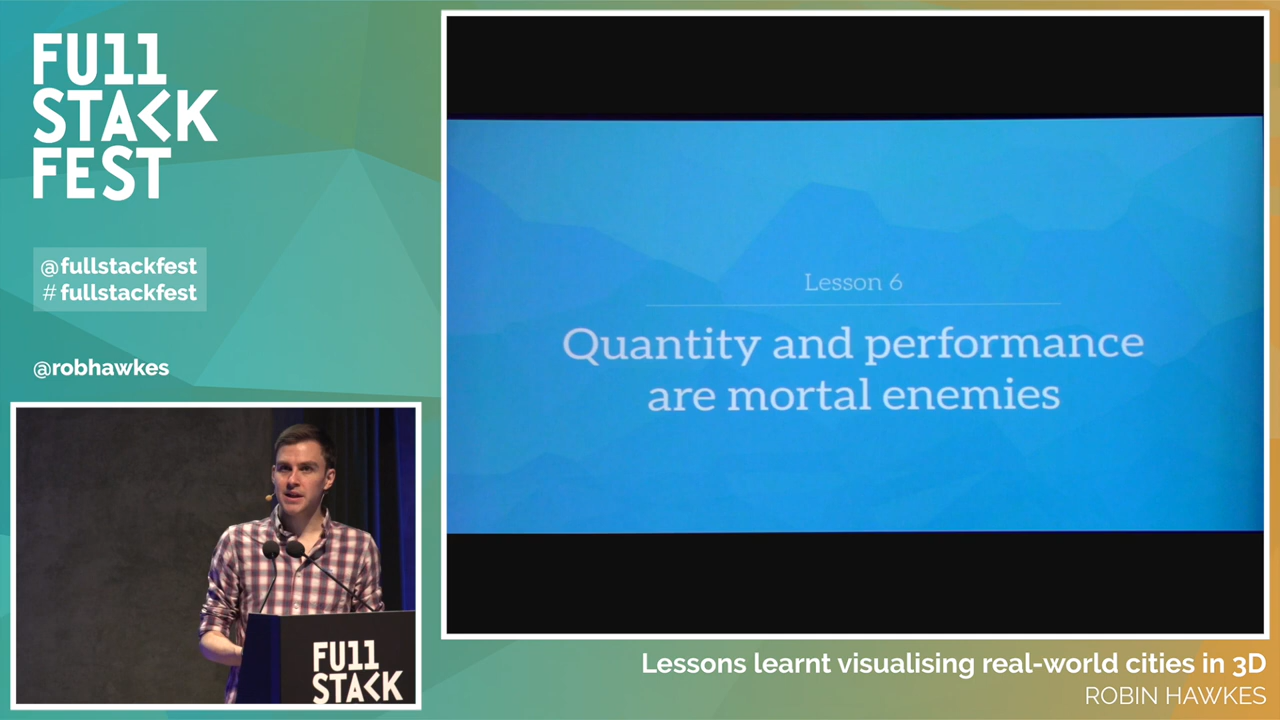 FU11
STACK
FEST
@fullstackfest
#fullstackfest
@robhawkes
FU11
STACK
Lesson 6
Quantity and performance
are mortal enemies
Lessons learnt visualising real-world cities in 3D
ROBIN HAWKES